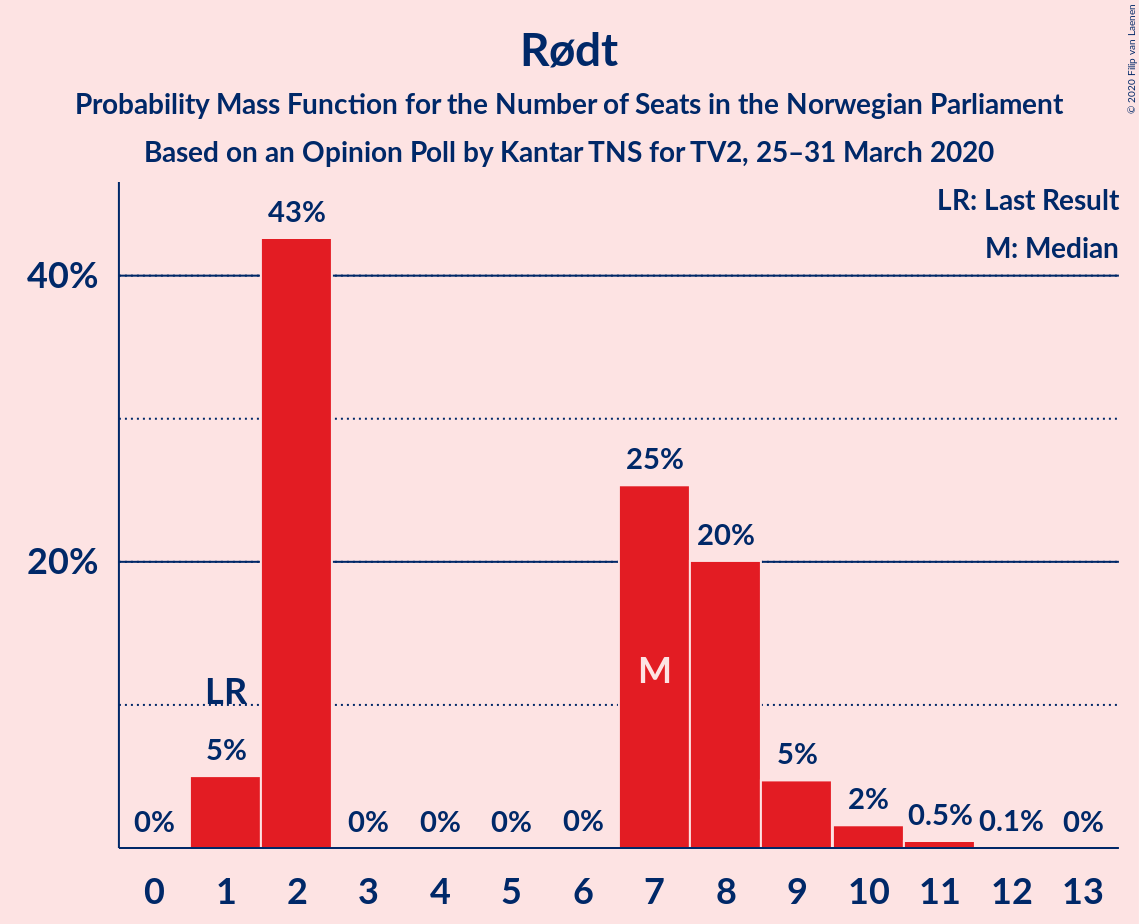 Rødt
Probability Mass Function for the Number of Seats in the Norwegian Parliament
Based on an Opinion Poll by Kantar TNS for TV2, 25–31 March 2020
© 2020 Filip van Laenen
LR: Last Result
M: Median
40%
20%
0%
LR
5%
43%
0%
0%
0%
0%
25%
M
20%
5%
2%
0.5%
0.1%
0%
0 1 2 3 4 5 6 7 8 9 10 11 12 13